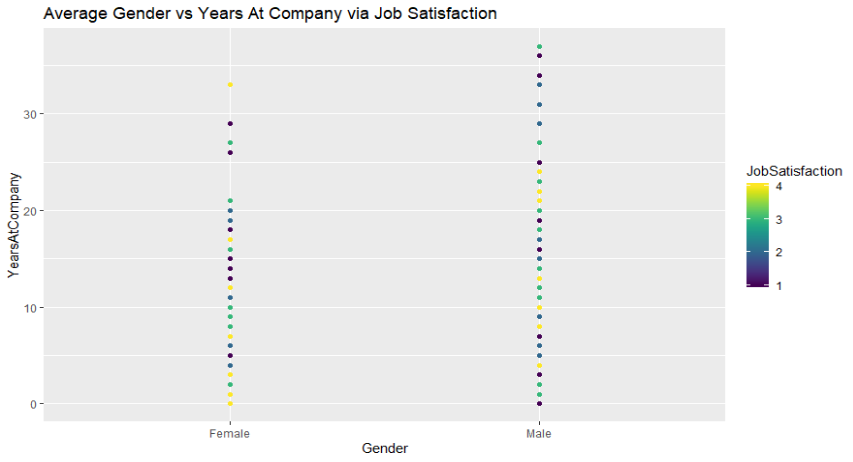 Average Gender vs Years At Company via Job Satisfaction
YearsAtCompany
30
20
10
0
Female
Male
Gender
JobSatisfaction
4
3
2
1